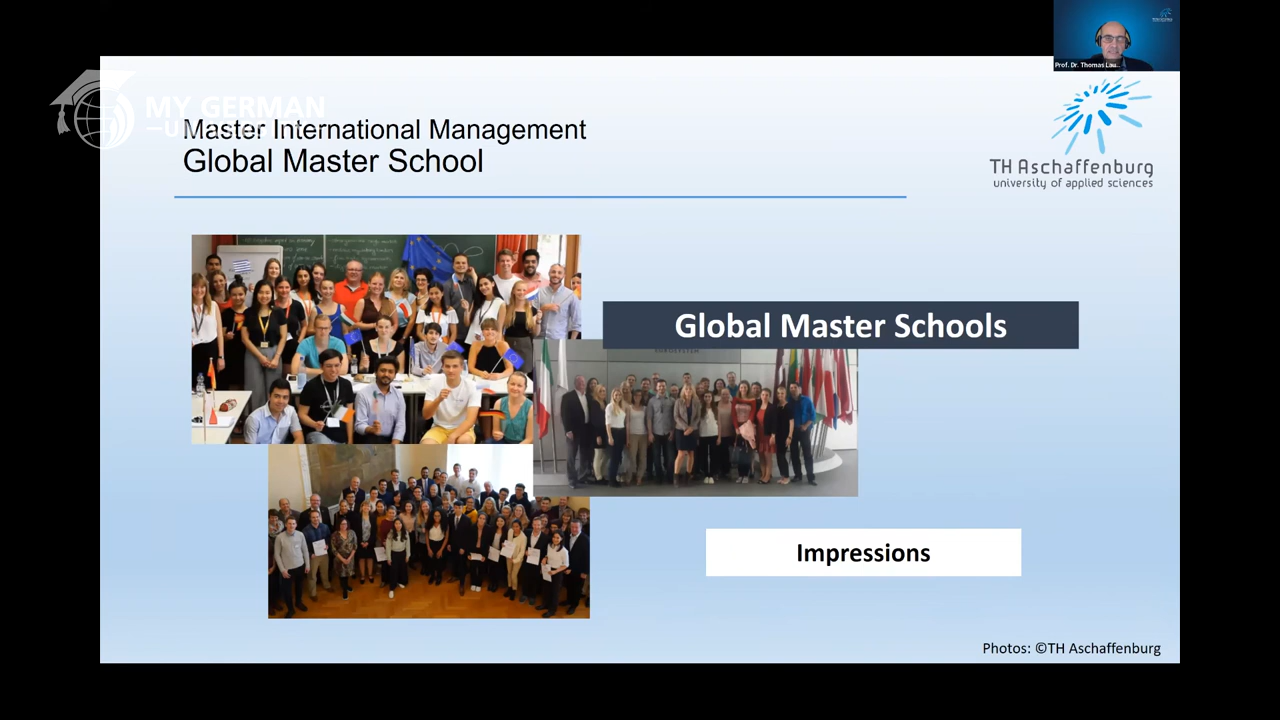 Prof. Dr. Thomas Lau...
MY GERMAN
Master International Management
Global Master School
TH Aschaffenburg
university of applied sciences
Global Master Schools
Impressions
Photos: ©TH Aschaffenburg